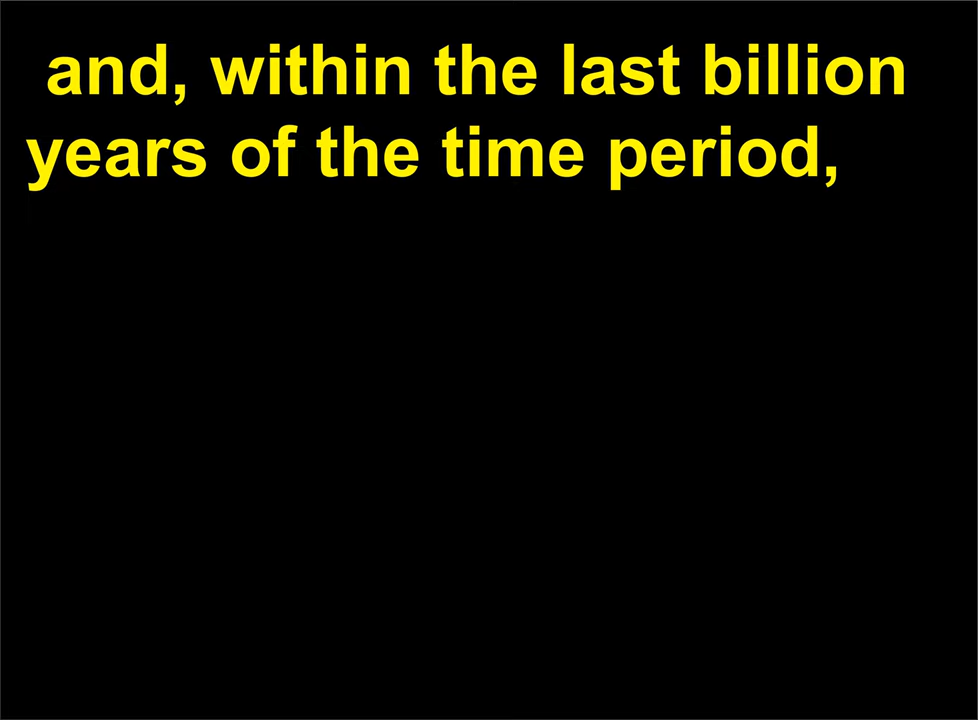 and, within the last billion
years of the time period,